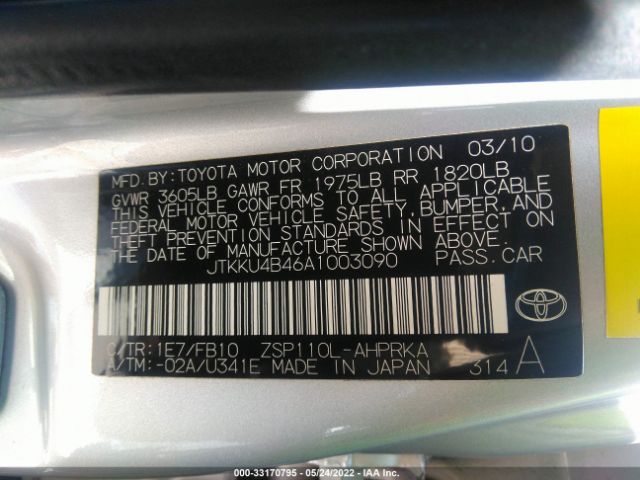 MFD. BY: TOYOTA MOTOR CORPORATION 03/10
GVWR 3605LB GAWR FR 1975LB RR 1820LB
THIS VEHICLE CONFORMS TO ALL APPLICABLE
FEDERAL MOTOR VEHICLE SAFETY, BUMPER, AND
THEFT PREVENTION STANDARDS IN EFFECT ON
THE DATE OF MANUFACTURE SHOWN ABOVE.
JTKKU4B46A1003090 PASS. CAR
C/TR: 1E7/FB10 ZSP110L-AHPRKA
A/TM: -02A/U341E MADE IN JAPAN 314 A
000-33170795 - 05/24/2022 - IAA Inc.